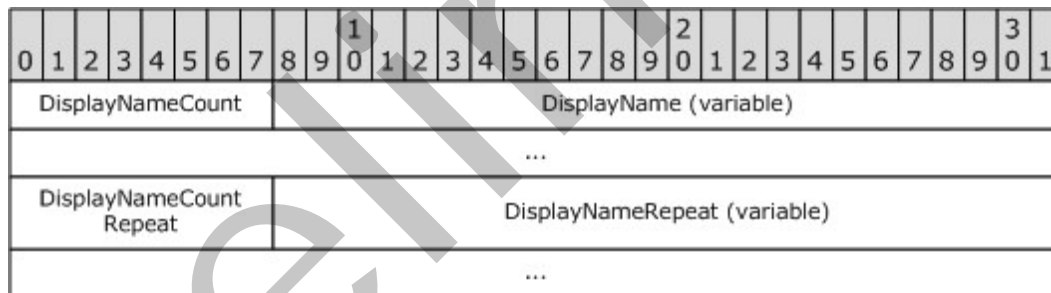 1 2 3
0 1 2 3 4 5 6 7 8 9 0 1 2 3 4 5 6 7 8 9 0 1 2 3 4 5 6 7 8 9 0 1
DisplayNameCount DisplayName (variable)
...
DisplayNameCount
Repeat DisplayNameRepeat (variable)
...